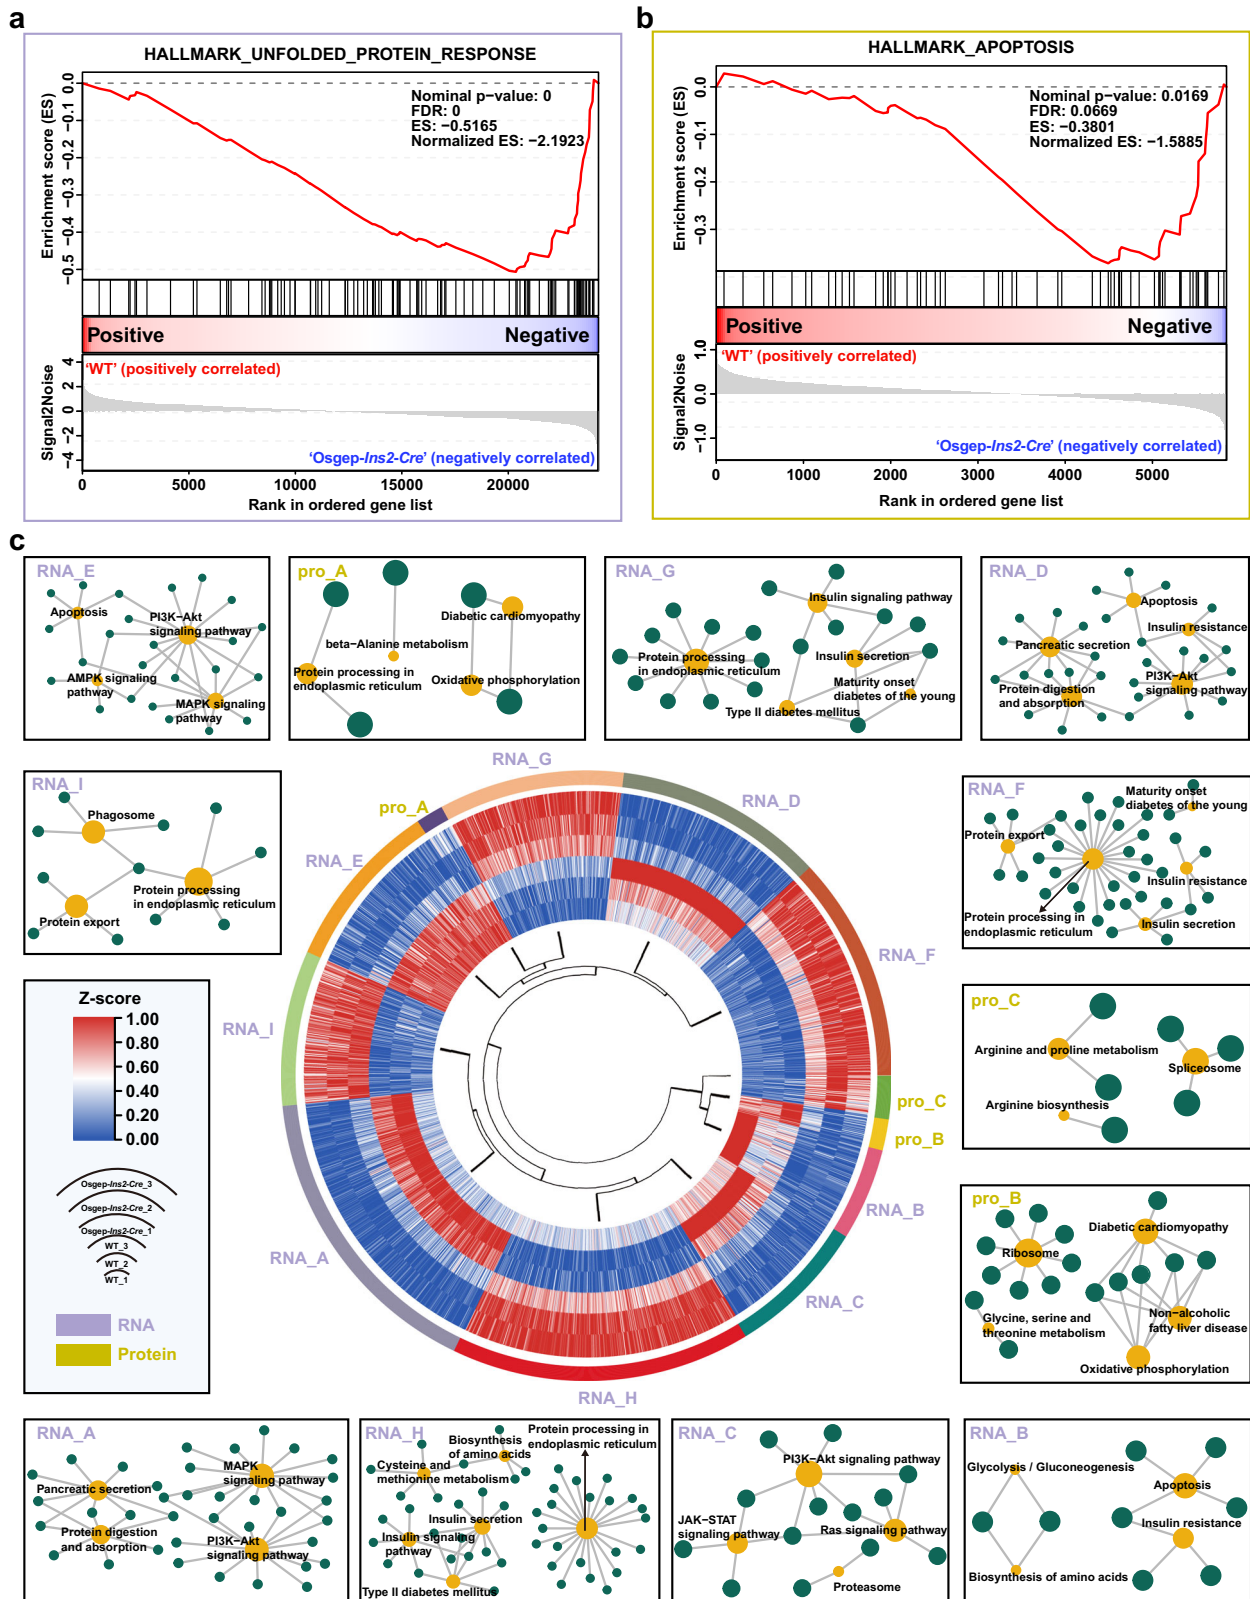 a
HALLMARK_UNFOLDED_PROTEIN_RESPONSE
Enrichment score (ES)
0.0
−0.1
−0.2
−0.3
−0.4
−0.5
Nominal p−value: 0
FDR: 0
ES: −0.5165
Normalized ES: −2.1923
Positive
Negative
Signal2Noise
4
2
0
−2
−4
‘WT’ (positively correlated)
‘Osgep-Ins2-Cre’ (negatively correlated)
0
5000
10000
15000
20000
Rank in ordered gene list
b
HALLMARK_APOPTOSIS
Enrichment score (ES)
0.0
−0.1
−0.2
−0.3
Nominal p−value: 0.0169
FDR: 0.0669
ES: −0.3801
Normalized ES: −1.5885
Positive
Negative
Signal2Noise
1.0
0.0
−1.0
‘WT’ (positively correlated)
‘Osgep-Ins2-Cre’ (negatively correlated)
0
1000
2000
3000
4000
5000
Rank in ordered gene list
c
RNA_E
Apoptosis
PI3K−Akt
signaling pathway
AMPK signaling
pathway
MAPK signaling
pathway
pro_A
Diabetic cardiomyopathy
beta−Alanine metabolism
Protein processing in
endoplasmic reticulum
Oxidative phosphorylation
RNA_G
Insulin signaling pathway
Protein processing
in endoplasmic reticulum
Insulin secretion
Maturity onset
diabetes of the young
Type II diabetes mellitus
RNA_D
Apoptosis
Insulin resistance
Pancreatic secretion
Protein digestion
and absorption
PI3K−Akt
signaling pathway
RNA_I
Phagosome
Protein processing
in endoplasmic reticulum
Protein export
RNA_F
Maturity onset
diabetes of the young
Protein export
Insulin resistance
Protein processing in
endoplasmic reticulum
Insulin secretion
RNA_G
pro_A
RNA_D
RNA_E
RNA_F
RNA_I
pro_C
pro_B
RNA_B
RNA_A
RNA_C
RNA_H
Z-score
1.00
0.80
0.60
0.40
0.20
0.00
Osgep-Ins2-Cre_3
Osgep-Ins2-Cre_2
Osgep-Ins2-Cre_1
WT_3
WT_2
WT_1
RNA
Protein
pro_C
Arginine and proline metabolism
Spliceosome
Arginine biosynthesis
pro_B
Diabetic cardiomyopathy
Ribosome
Glycine, serine and
threonine metabolism
Non−alcoholic
fatty liver disease
Oxidative phosphorylation
RNA_A
MAPK
signaling pathway
Pancreatic secretion
Protein digestion
and absorption
PI3K−Akt
signaling pathway
RNA_H
Biosynthesis
of amino acids
Protein processing in
endoplasmic reticulum
Cysteine and
methionine metabolism
Insulin secretion
Insulin signaling
pathway
Type II diabetes mellitus
RNA_C
PI3K−Akt signaling pathway
JAK−STAT
signaling pathway
Ras signaling pathway
Proteasome
RNA_B
Glycolysis / Gluconeogenesis
Apoptosis
Insulin resistance
Biosynthesis of amino acids